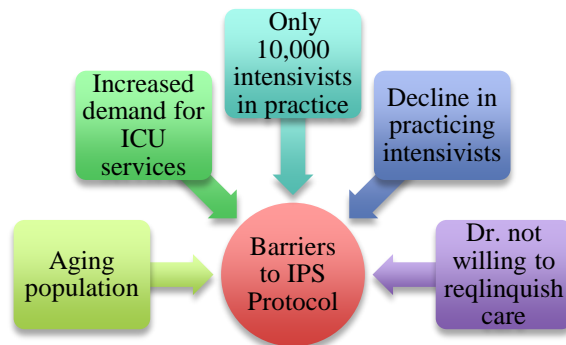 Only
10,000
intensivists
in practice
Increased
demand for
ICU
services
Decline in
practicing
intensivists
Aging
population
Barriers
to IPS
Protocol
Dr. not
willing to
reqlinquish
care